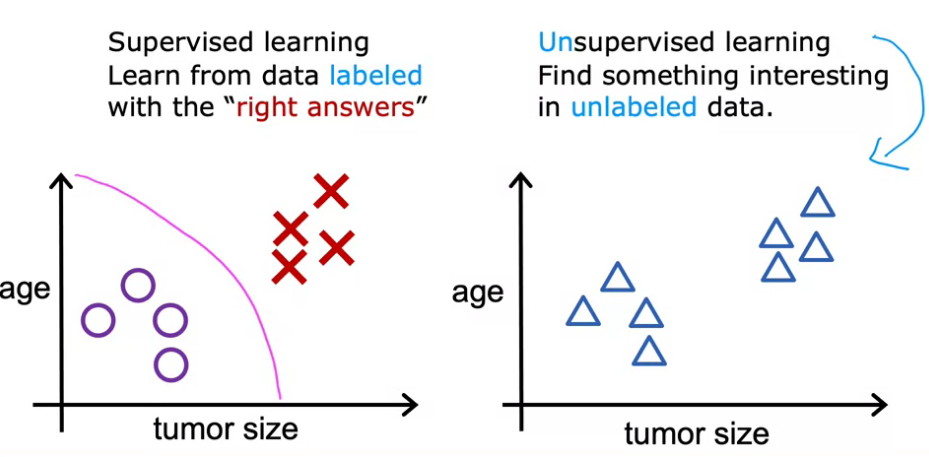 Supervised learning
Learn from data labeled
with the “right answers”
age
tumor size
Unsupervised learning
Find something interesting
in unlabeled data.
age
tumor size